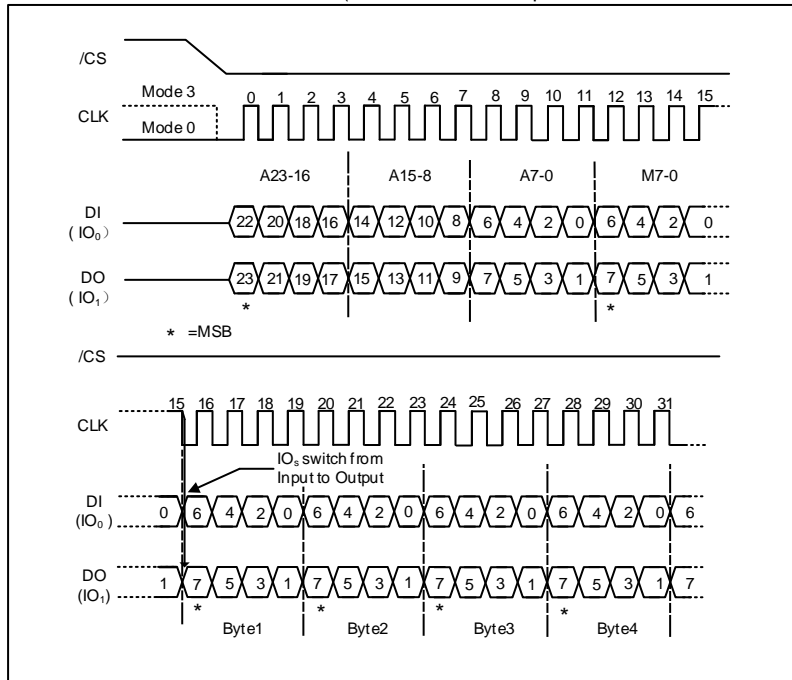 /CS
Mode 3
CLK
Mode 0
0 1 2 3 4 5 6 7 8 9 10 11 12 13 14 15
A23-16 A15-8 A7-0 M7-0
DI
( IO₀ )
22 20 18 16 14 12 10 8 6 4 2 0 6 4 2 0
DO
( IO₁ )
23 21 19 17 15 13 11 9 7 5 3 1 7 5 3 1
* *
* =MSB
/CS
15 16 17 18 19 20 21 22 23 24 25 26 27 28 29 30 31
CLK
IOₛ switch from
Input to Output
DI
(IO₀ )
0 6 4 2 0 6 4 2 0 6 4 2 0 6 4 2 0 6
DO
(IO₁)
1 7 5 3 1 7 5 3 1 7 5 3 1 7 5 3 1 7
* * * *
Byte1 Byte2 Byte3 Byte4